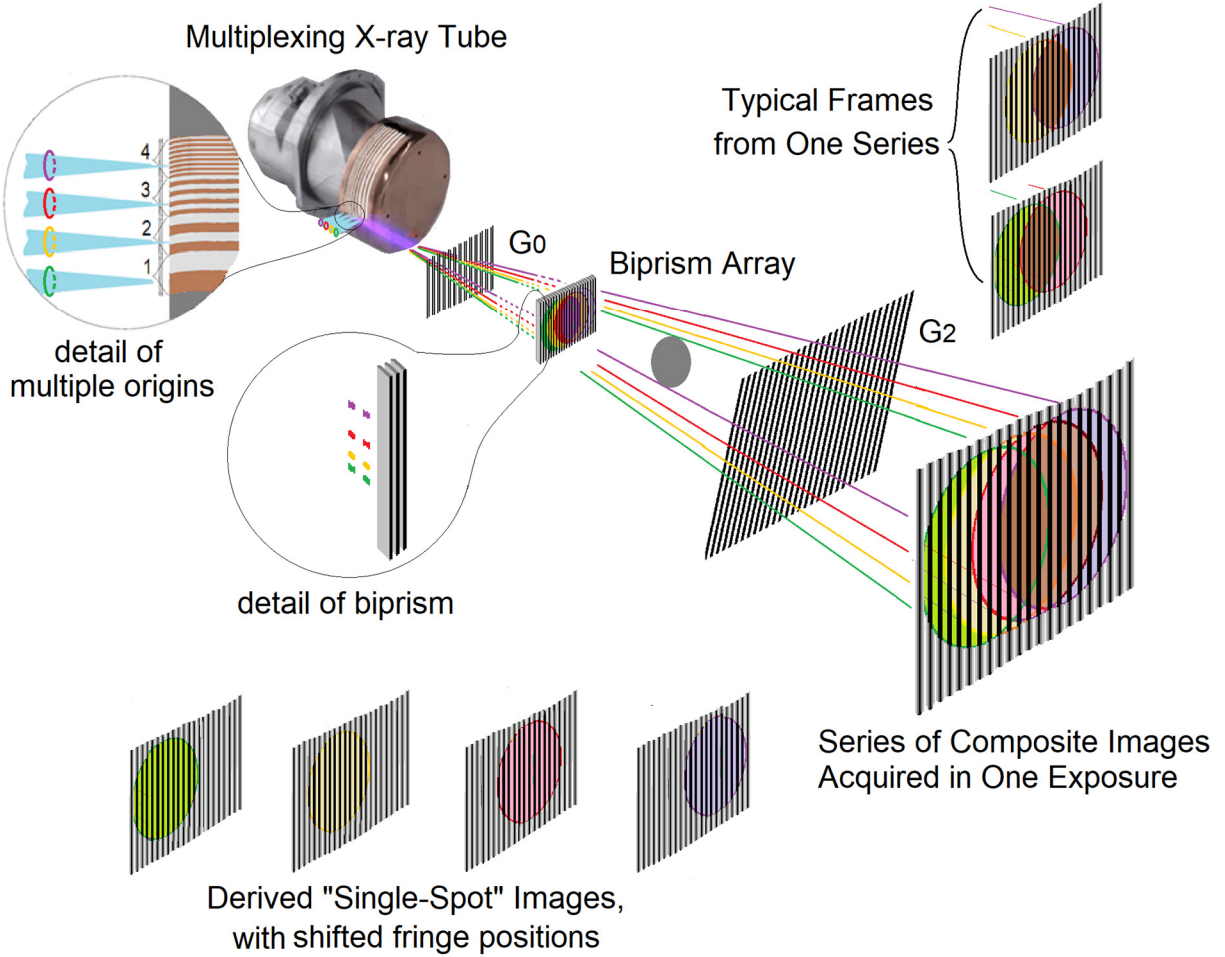 Multiplexing X-ray Tube
4
3
2
1
detail of
multiple origins
G0
Biprism Array
G2
Typical Frames
from One Series
detail of biprism
Series of Composite Images
Acquired in One Exposure
Derived "Single-Spot" Images,
with shifted fringe positions